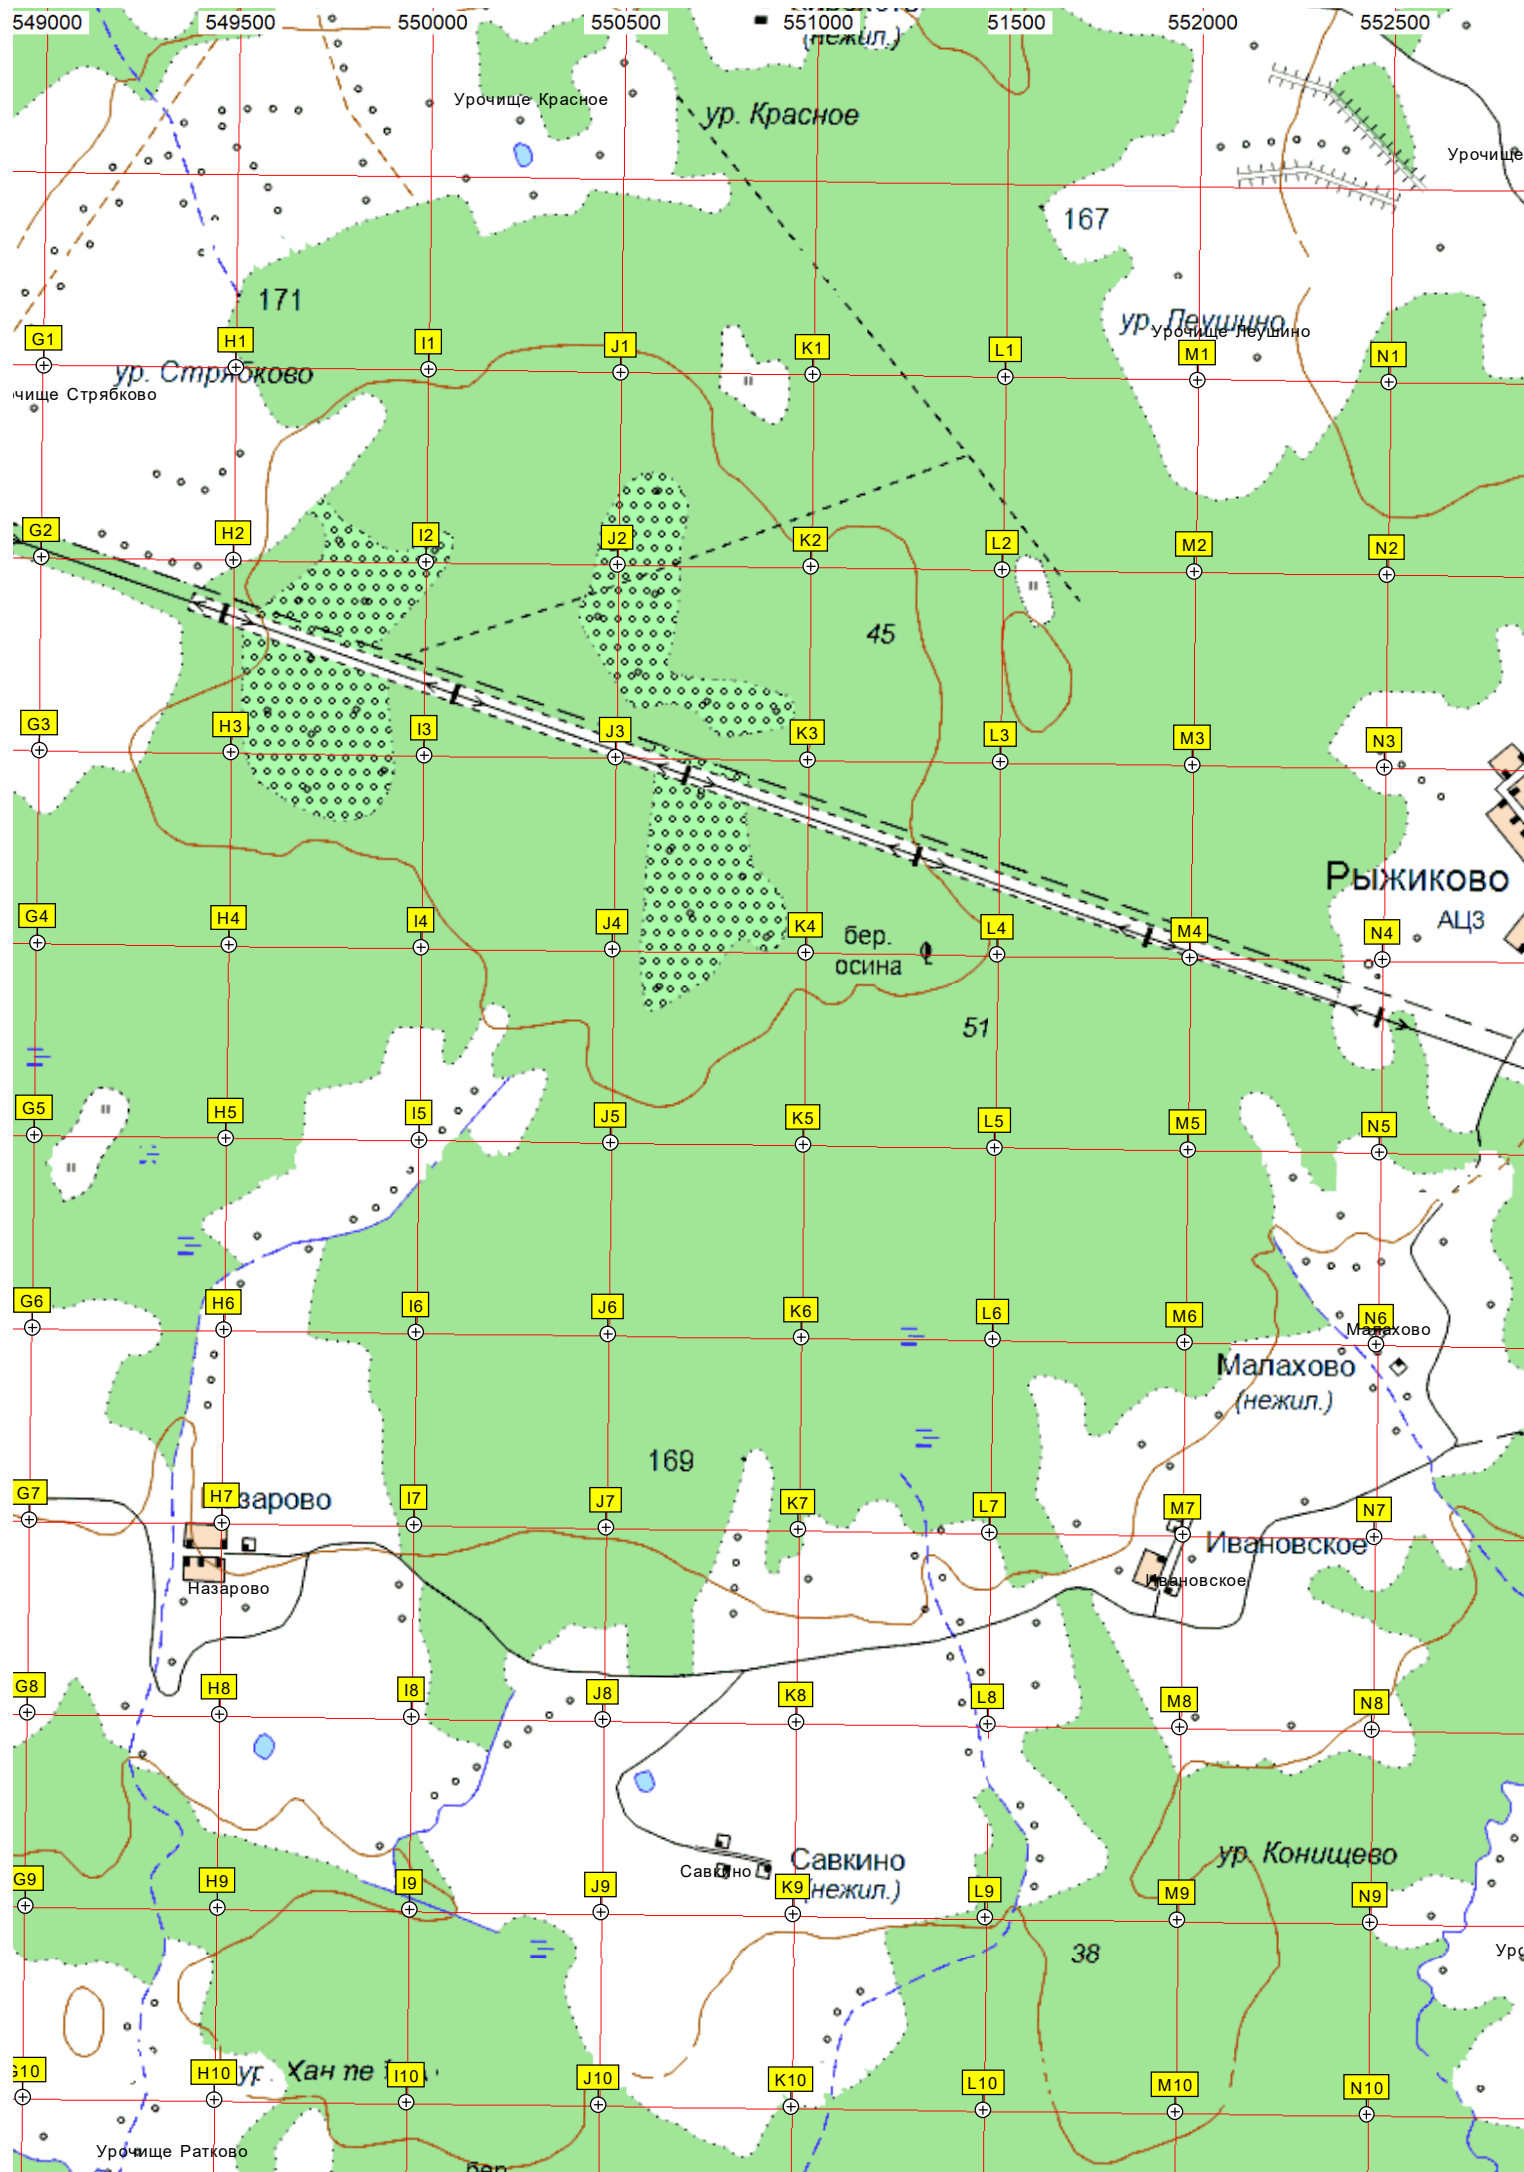 549000 549500 550000 550500 551000 51500 552000 552500
(нежил.)
Урочище Красное
ур. Красное
Урочище
167
171
ур. Леушино
Урочище Леушино
G1 H1 I1 J1 K1 L1 M1 N1
ур. Стрябково
чище Стрябково
G2 H2 I2 J2 K2 L2 M2 N2
45
G3 H3 I3 J3 K3 L3 M3 N3
Рыжиково
АЦЗ
G4 H4 I4 J4 K4 L4 M4 N4
бер.
осина
51
G5 H5 I5 J5 K5 L5 M5 N5
G6 H6 I6 J6 K6 L6 M6 N6
Малахово
Малахово
(нежил.)
169
G7 H7 I7 J7 K7 L7 M7 N7
зарово
Ивановское
Ивановское
Назарово
G8 H8 I8 J8 K8 L8 M8 N8
ур. Конищево
Савкино
Савкино
(нежил.)
G9 H9 I9 J9 K9 L9 M9 N9
38
G10 H10 I10 J10 K10 L10 M10 N10
Урочище Ратково
бер